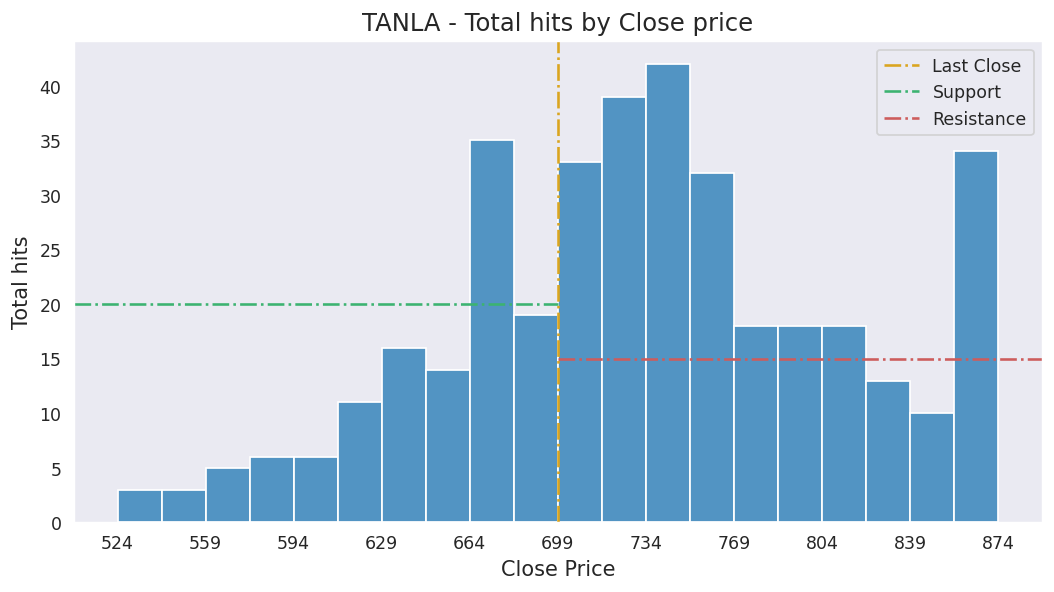 TANLA - Total hits by Close price
Last Close
Support
Resistance
Total hits
40
35
30
25
20
15
10
5
0
524 559 594 629 664 699 734 769 804 839 874
Close Price